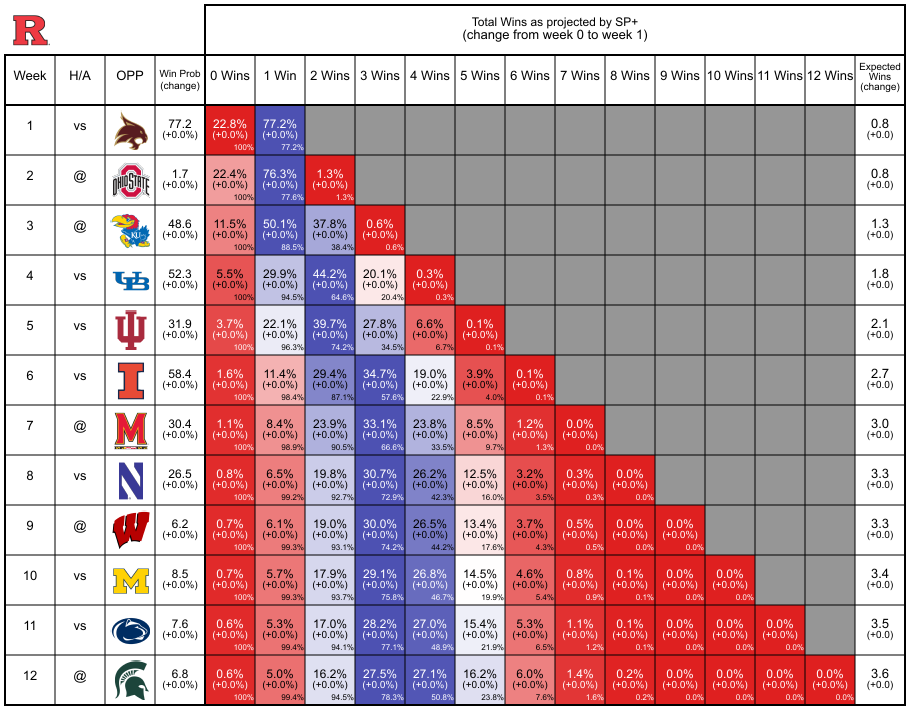 R
Total Wins as projected by SP+
(change from week 0 to week 1)
Week H/A OPP Win Prob (change) 0 Wins 1 Win 2 Wins 3 Wins 4 Wins 5 Wins 6 Wins 7 Wins 8 Wins 9 Wins 10 Wins 11 Wins 12 Wins Expected Wins (change)
1 vs 77.2 22.8% 77.2% 0.8
(+0.0%) (+0.0%) (+0.0%) (+0.0)
100% 77.2%
2 @ OHIO STATE 1.7 22.4% 76.3% 1.3% 0.8
(+0.0%) (+0.0%) (+0.0%) (+0.0%) (+0.0)
100% 77.6% 1.3%
3 @ KU 48.6 11.5% 50.1% 37.8% 0.6% 1.3
(+0.0%) (+0.0%) (+0.0%) (+0.0%) (+0.0%) (+0.0)
100% 88.5% 38.4% 0.6%
4 vs UB 52.3 5.5% 29.9% 44.2% 20.1% 0.3% 1.8
(+0.0%) (+0.0%) (+0.0%) (+0.0%) (+0.0%) (+0.0%) (+0.0)
100% 94.5% 64.6% 20.4% 0.3%
5 vs 31.9 3.7% 22.1% 39.7% 27.8% 6.6% 0.1% 2.1
(+0.0%) (+0.0%) (+0.0%) (+0.0%) (+0.0%) (+0.0%) (+0.0%) (+0.0)
100% 96.3% 74.2% 34.5% 6.7% 0.1%
6 vs I 58.4 1.6% 11.4% 29.4% 34.7% 19.0% 3.9% 0.1% 2.7
(+0.0%) (+0.0%) (+0.0%) (+0.0%) (+0.0%) (+0.0%) (+0.0%) (+0.0%) (+0.0)
100% 98.4% 87.1% 57.6% 22.9% 4.0% 0.1%
7 @ M 30.4 1.1% 8.4% 23.9% 33.1% 23.8% 8.5% 1.2% 0.0% 3.0
(+0.0%) (+0.0%) (+0.0%) (+0.0%) (+0.0%) (+0.0%) (+0.0%) (+0.0%) (+0.0%) (+0.0)
100% 98.9% 90.5% 66.6% 33.5% 9.7% 1.3% 0.0%
8 vs N 26.5 0.8% 6.5% 19.8% 30.7% 26.2% 12.5% 3.2% 0.3% 0.0% 3.3
(+0.0%) (+0.0%) (+0.0%) (+0.0%) (+0.0%) (+0.0%) (+0.0%) (+0.0%) (+0.0%) (+0.0%) (+0.0)
100% 99.2% 92.7% 72.9% 42.3% 16.0% 3.5% 0.3% 0.0%
9 @ W 6.2 0.7% 6.1% 19.0% 30.0% 26.5% 13.4% 3.7% 0.5% 0.0% 0.0% 3.3
(+0.0%) (+0.0%) (+0.0%) (+0.0%) (+0.0%) (+0.0%) (+0.0%) (+0.0%) (+0.0%) (+0.0%) (+0.0%) (+0.0)
100% 99.3% 93.1% 74.2% 44.2% 17.6% 4.3% 0.5% 0.0% 0.0%
10 vs M 8.5 0.7% 5.7% 17.9% 29.1% 26.8% 14.5% 4.6% 0.8% 0.1% 0.0% 0.0% 3.4
(+0.0%) (+0.0%) (+0.0%) (+0.0%) (+0.0%) (+0.0%) (+0.0%) (+0.0%) (+0.0%) (+0.0%) (+0.0%) (+0.0%) (+0.0)
100% 99.3% 93.7% 75.8% 46.7% 19.9% 5.4% 0.9% 0.1% 0.0% 0.0%
11 vs 7.6 0.6% 5.3% 17.0% 28.2% 27.0% 15.4% 5.3% 1.1% 0.1% 0.0% 0.0% 0.0% 3.5
(+0.0%) (+0.0%) (+0.0%) (+0.0%) (+0.0%) (+0.0%) (+0.0%) (+0.0%) (+0.0%) (+0.0%) (+0.0%) (+0.0%) (+0.0%) (+0.0)
100% 99.4% 94.1% 77.1% 48.9% 21.9% 6.5% 1.2% 0.1% 0.0% 0.0% 0.0%
12 @ 6.8 0.6% 5.0% 16.2% 27.5% 27.1% 16.2% 6.0% 1.4% 0.2% 0.0% 0.0% 0.0% 0.0% 3.6
(+0.0%) (+0.0%) (+0.0%) (+0.0%) (+0.0%) (+0.0%) (+0.0%) (+0.0%) (+0.0%) (+0.0%) (+0.0%) (+0.0%) (+0.0%) (+0.0%) (+0.0)
100% 99.4% 94.5% 78.3% 50.8% 23.8% 7.6% 1.6% 0.2% 0.0% 0.0% 0.0% 0.0%